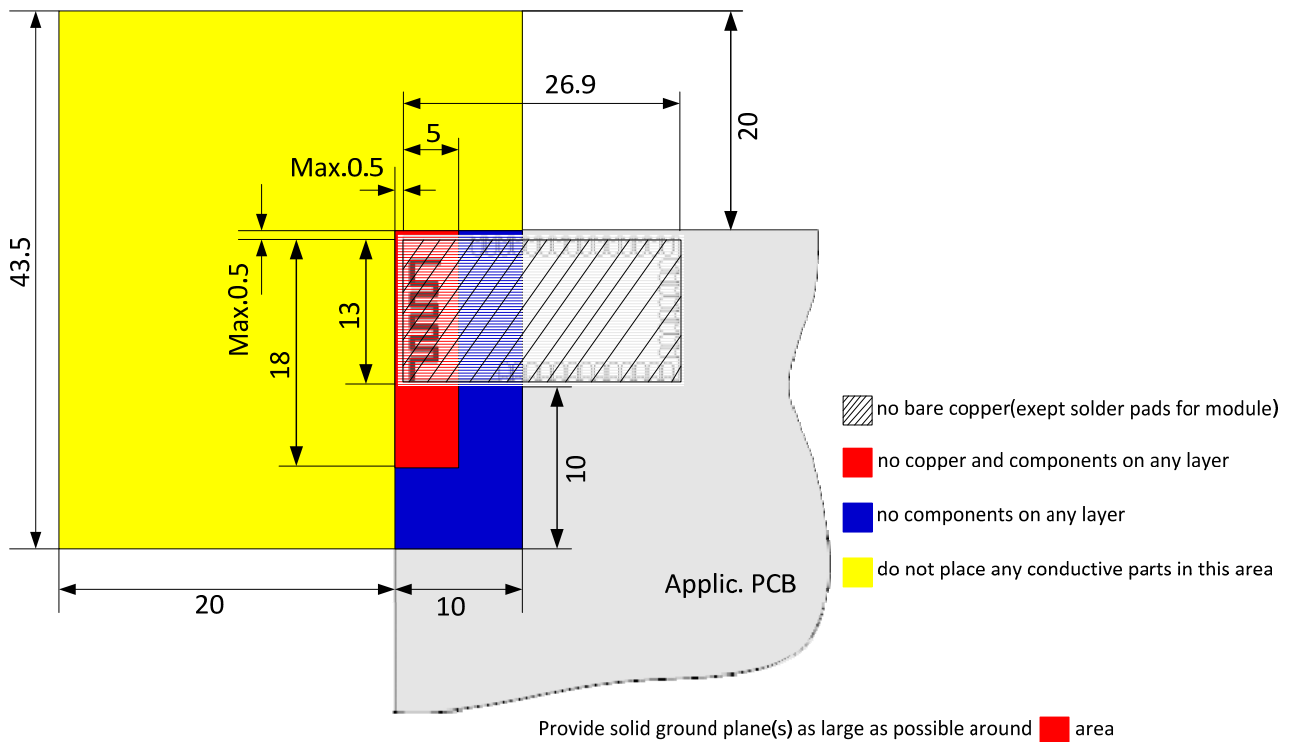 26.9
5
20
Max.0.5
43.5
Max.0.5
13
18
10
no bare copper(exept solder pads for module)
no copper and components on any layer
no components on any layer
do not place any conductive parts in this area
Applic. PCB
20
10
Provide solid ground plane(s) as large as possible around
area